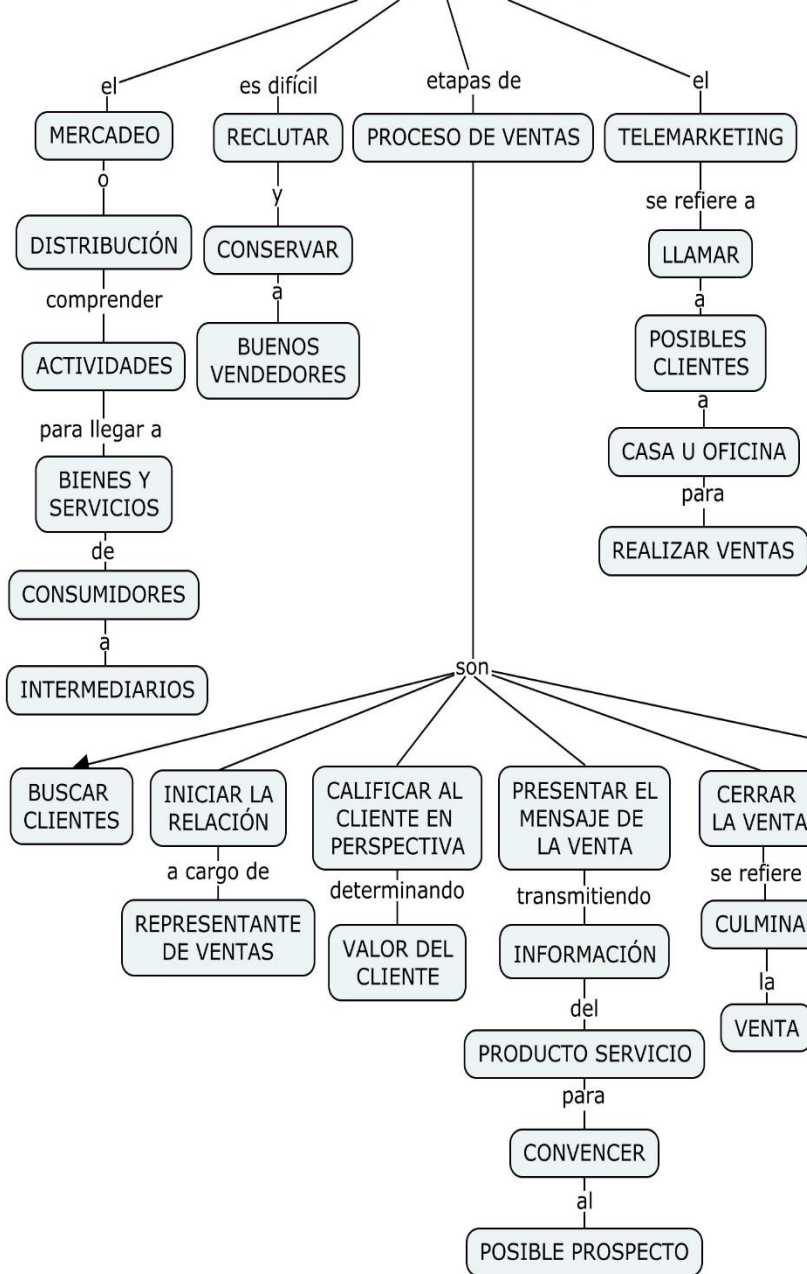 el
MERCADEO
o
DISTRIBUCIÓN
comprender
ACTIVIDADES
para llegar a
BIENES Y
SERVICIOS
de
CONSUMIDORES
a
INTERMEDIARIOS
es difícil
RECLUTAR
y
CONSERVAR
a
BUENOS
VENDEDORES
etapas de
PROCESO DE VENTAS
son
BUSCAR
CLIENTES
INICIAR LA
RELACIÓN
a cargo de
REPRESENTANTE
DE VENTAS
CALIFICAR AL
CLIENTE EN
PERSPECTIVA
determinando
VALOR DEL
CLIENTE
PRESENTAR EL
MENSAJE DE
LA VENTA
transmitiendo
INFORMACIÓN
del
PRODUCTO SERVICIO
para
CONVENCER
al
POSIBLE PROSPECTO
CERRAR
LA VENTA
se refiere
CULMINA
la
VENTA
el
TELEMARKETING
se refiere a
LLAMAR
a
POSIBLES
CLIENTES
a
CASA U OFICINA
para
REALIZAR VENTAS